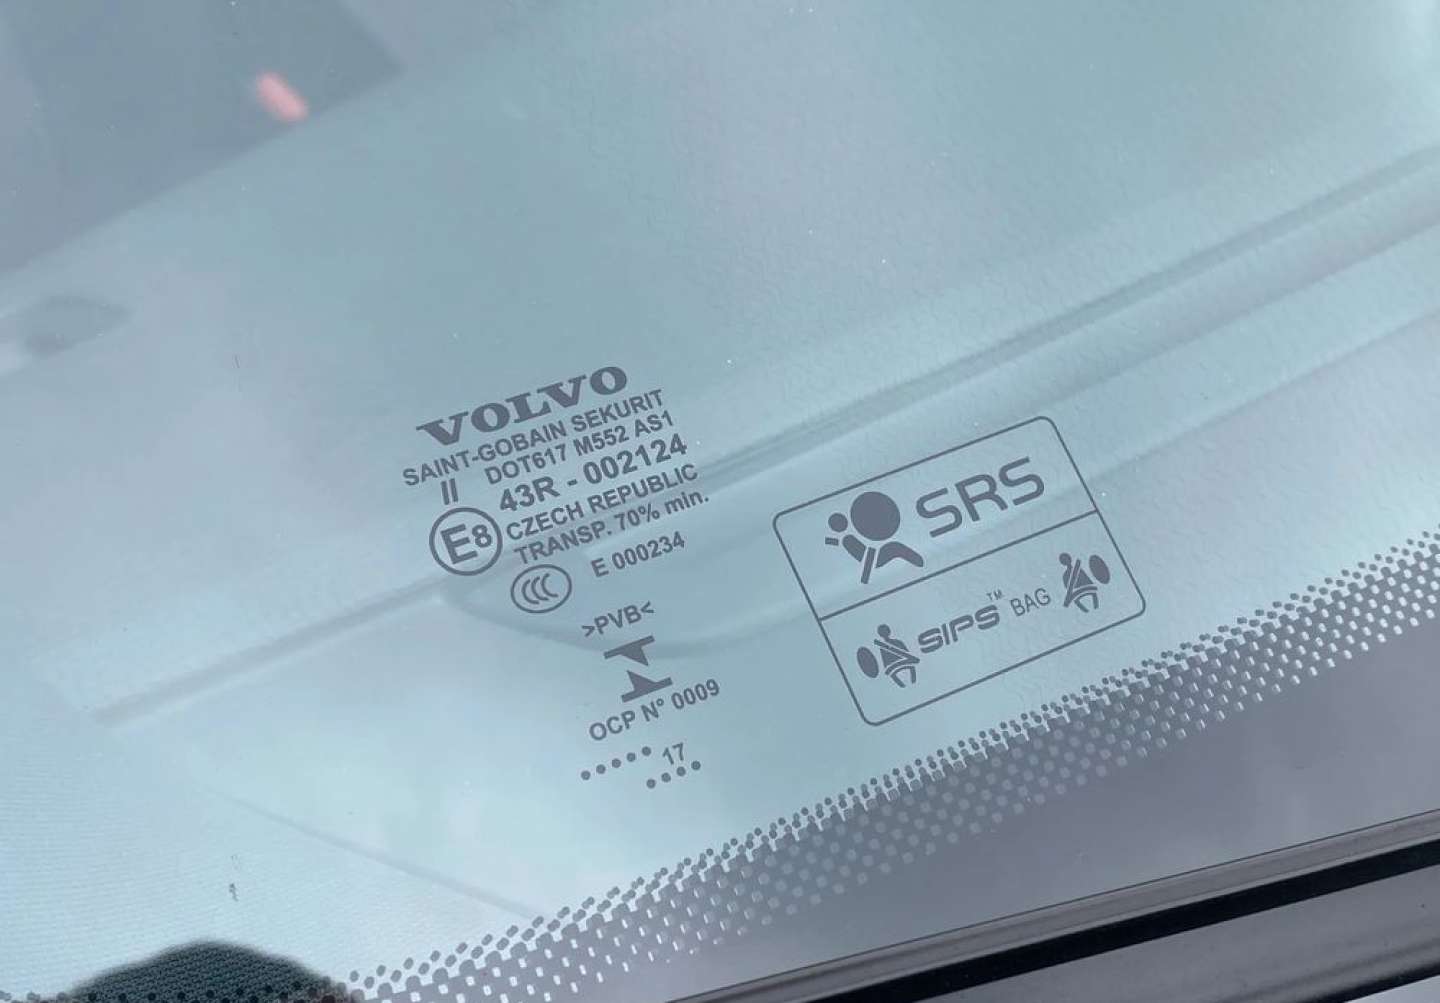 VOLVO
SAINT-GOBAIN SEKURIT
II DOT617 M552 AS1
43R - 002124
E8 CZECH REPUBLIC
TRANSP. 70% min.
CCC E 000234
>PVB<
OCP N° 0009
...... 17
....
SRS
SIPS™ BAG